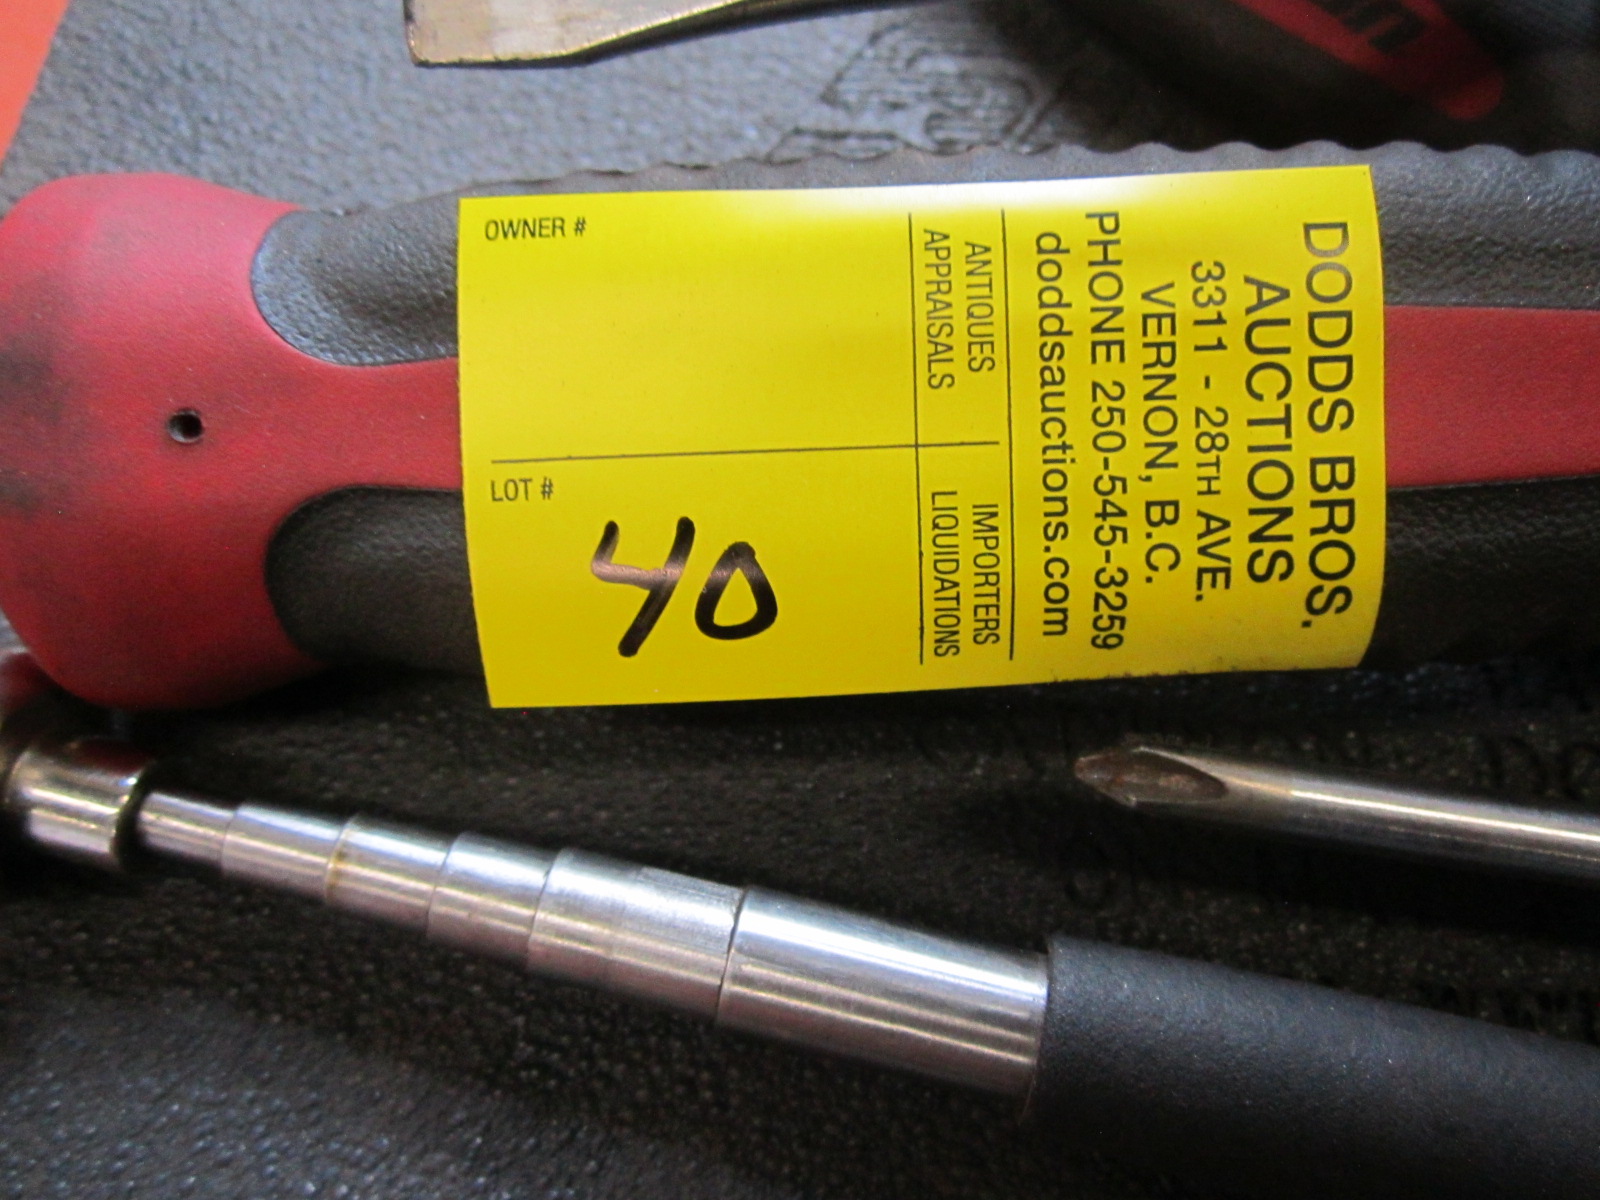 DODDS BROS.
AUCTIONS
3311 - 28TH AVE.
VERNON, B.C.
PHONE 250-545-3259
doddsauctions.com
ANTIQUES
APPRAISALS
IMPORTERS
LIQUIDATIONS
OWNER #
LOT #
40